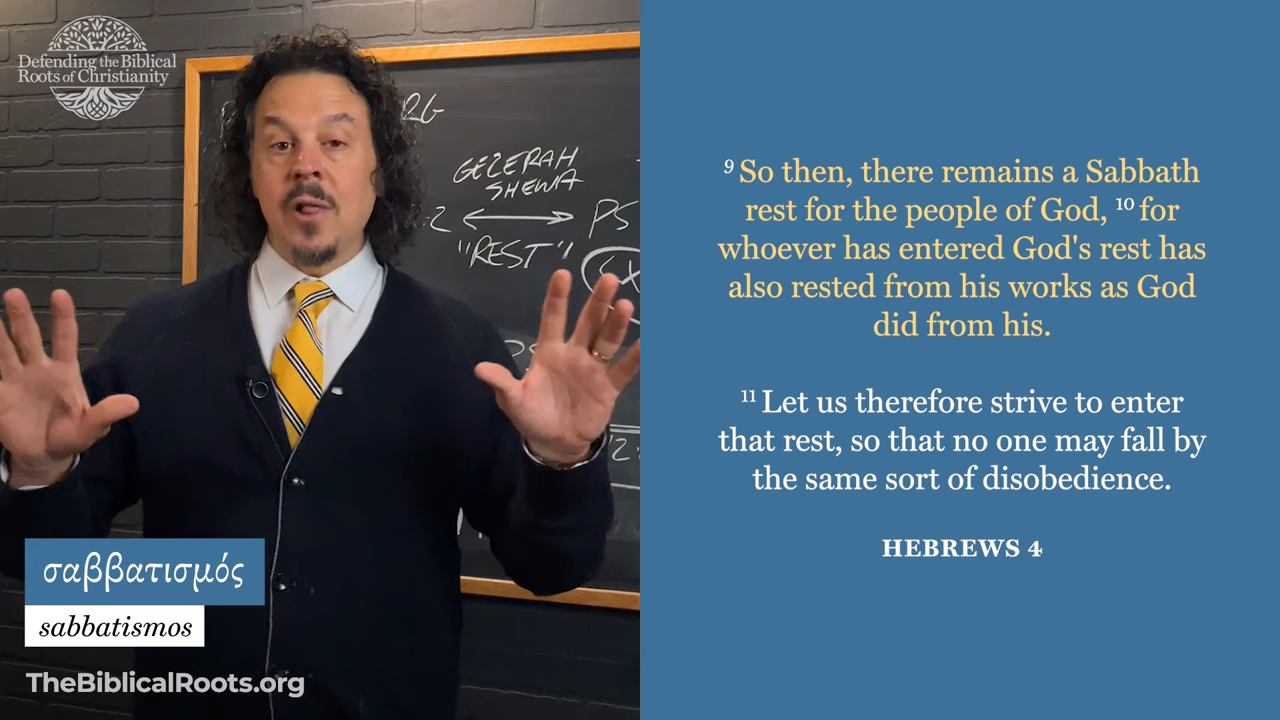 Defending the Biblical
Roots of Christianity
GEZERAH
SHEWA
"REST"
σαββατισμός
sabbatismos
TheBiblicalRoots.org
⁹ So then, there remains a Sabbath
rest for the people of God, ¹⁰ for
whoever has entered God's rest has
also rested from his works as God
did from his.
¹¹ Let us therefore strive to enter
that rest, so that no one may fall by
the same sort of disobedience.
HEBREWS 4